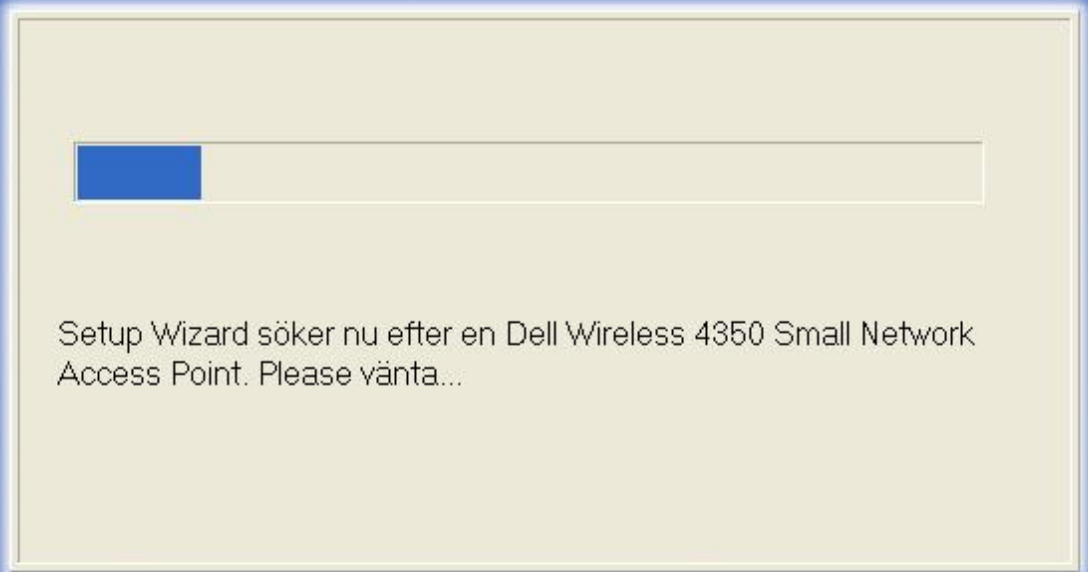 Setup Wizard söker nu efter en Dell Wireless 4350 Small Network
Access Point. Please vänta...